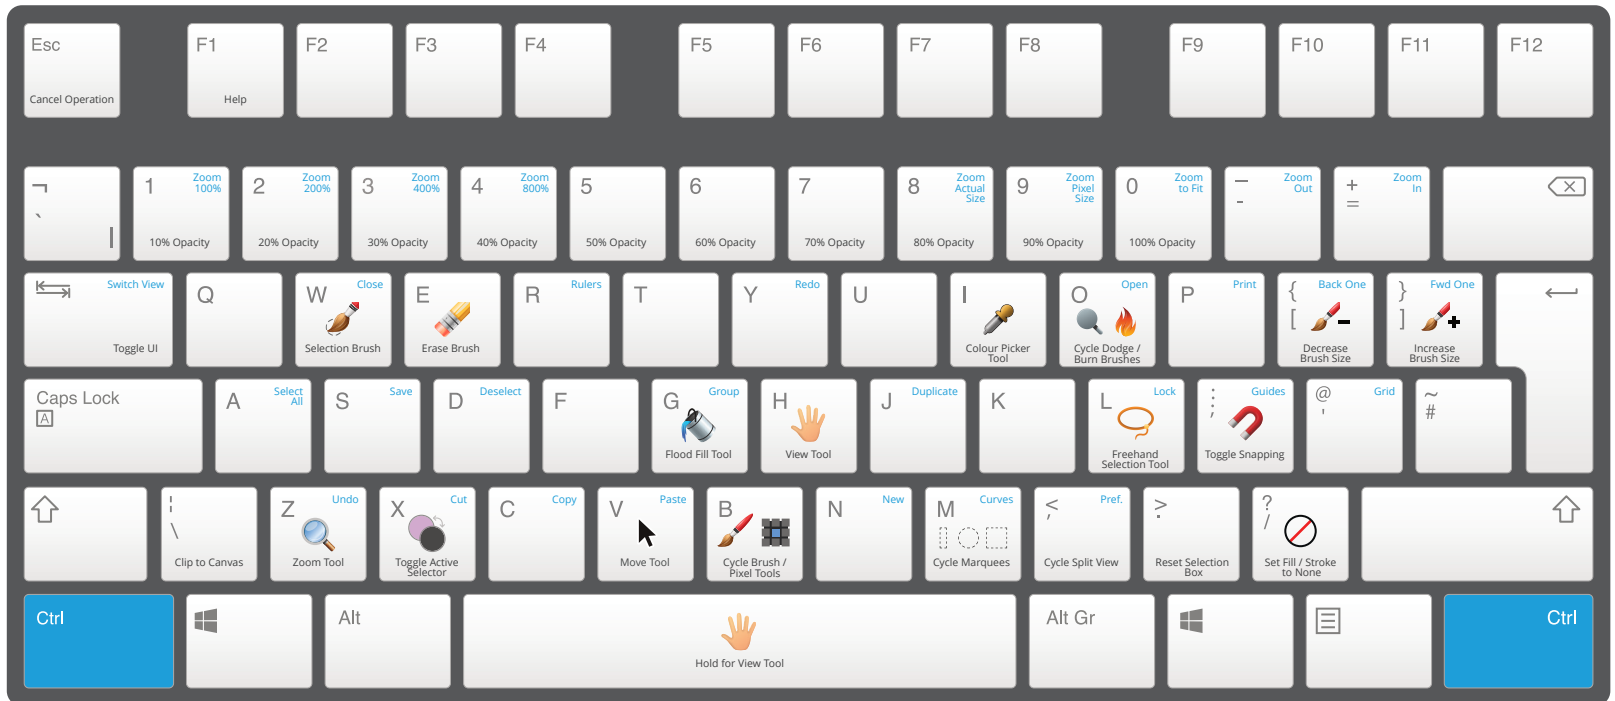 Esc
Cancel Operation
F1
Help
F2
F3
F4
F5
F6
F7
F8
F9
F10
F11
F12
¬
`
|
1
Zoom
100%
10% Opacity
2
Zoom
200%
20% Opacity
3
Zoom
400%
30% Opacity
4
Zoom
800%
40% Opacity
5
50% Opacity
6
60% Opacity
7
70% Opacity
8
Zoom
Actual
Size
80% Opacity
9
Zoom
Pixel
Size
90% Opacity
0
Zoom
to Fit
100% Opacity
—
-
Zoom
Out
+
=
Zoom
In
Switch View
Toggle UI
Q
W
Close
Selection Brush
E
Erase Brush
R
Rulers
T
Y
Redo
U
I
Colour Picker
Tool
O
Open
Cycle Dodge /
Burn Brushes
P
Print
{
[
Back One
Decrease
Brush Size
}
]
Fwd One
Increase
Brush Size
Caps Lock
A
A
Select
All
S
Save
D
Deselect
F
G
Group
Flood Fill Tool
H
View Tool
J
Duplicate
K
L
Lock
Freehand
Selection Tool
:
;
Guides
Toggle Snapping
@
'
Grid
~
#
¦
\
Clip to Canvas
Z
Undo
Zoom Tool
X
Cut
Toggle Active
Selector
C
Copy
V
Paste
Move Tool
B
Cycle Brush /
Pixel Tools
N
New
M
Curves
Cycle Marquees
<
,
Pref.
Cycle Split View
>
.
Reset Selection
Box
?
/
Set Fill / Stroke
to None
Ctrl
Alt
Hold for View Tool
Alt Gr
Ctrl